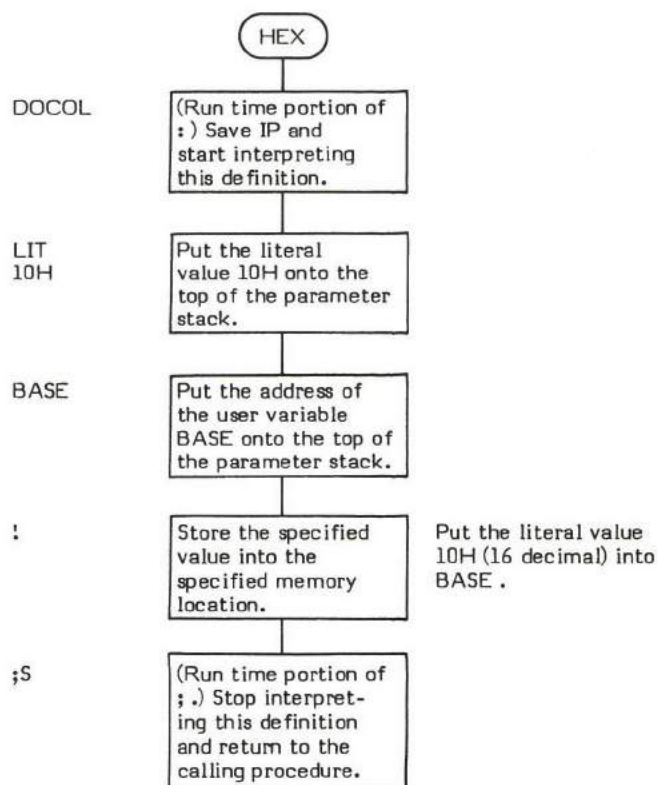 HEX
DOCOL
(Run time portion of
: ) Save IP and
start interpreting
this definition.
LIT
10H
Put the literal
value 10H onto the
top of the parameter
stack.
BASE
Put the address of
the user variable
BASE onto the top of
the parameter stack.
!
Store the specified
value into the
specified memory
location.
Put the literal value
10H (16 decimal) into
BASE .
;S
(Run time portion of
; .) Stop interpret-
ing this definition
and return to the
calling procedure.